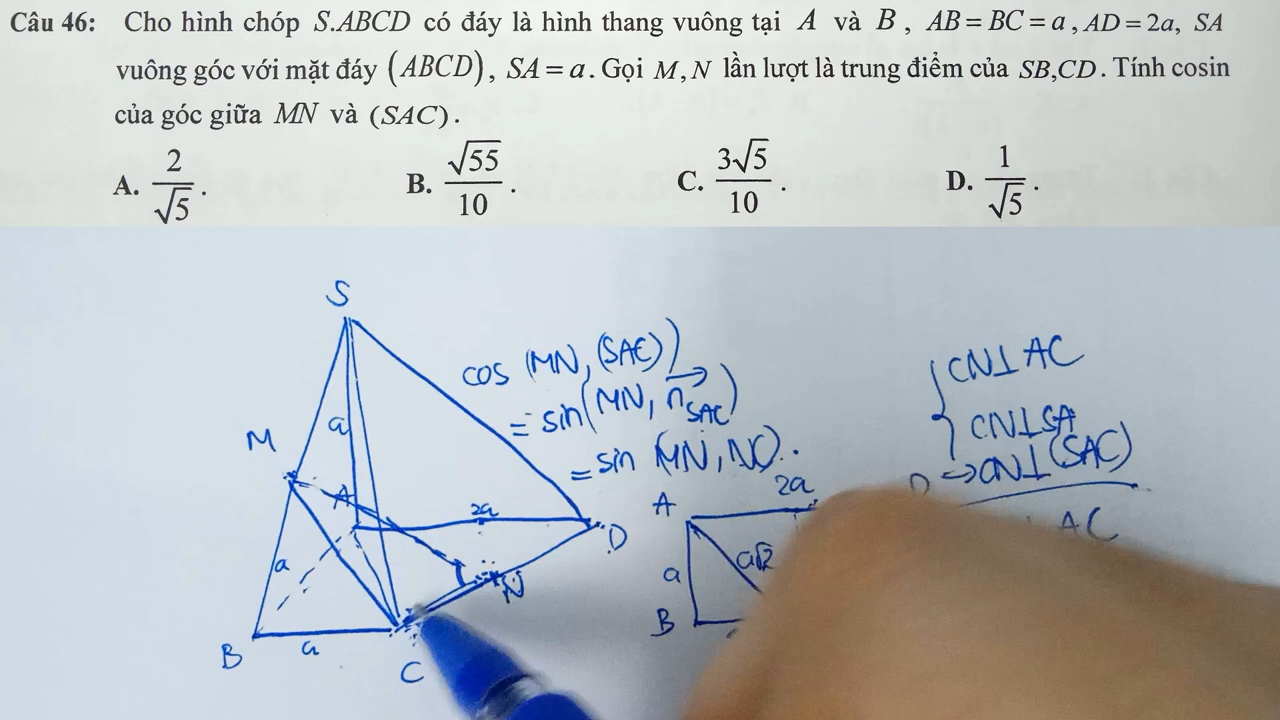 Câu 46: Cho hình chóp S.ABCD có đáy là hình thang vuông tại A và B, AB = BC = a, AD = 2a, SA
vuông góc với mặt đáy (ABCD), SA = a. Gọi M, N lần lượt là trung điểm của SB,CD. Tính cosin
của góc giữa MN và (SAC).
A. 2/√5. B. √55/10. C. 3√5/10. D. 1/√5.
S
cos (MN, (SAC))
= sin(MN, n⃗SAC)
= sin (MN, NC).
CN⊥AC
CN⊥SA
=> CN⊥(SAC)
M
a
A
2a
D
a
N
B
a
C
A
2a
a
a√2
B
AC